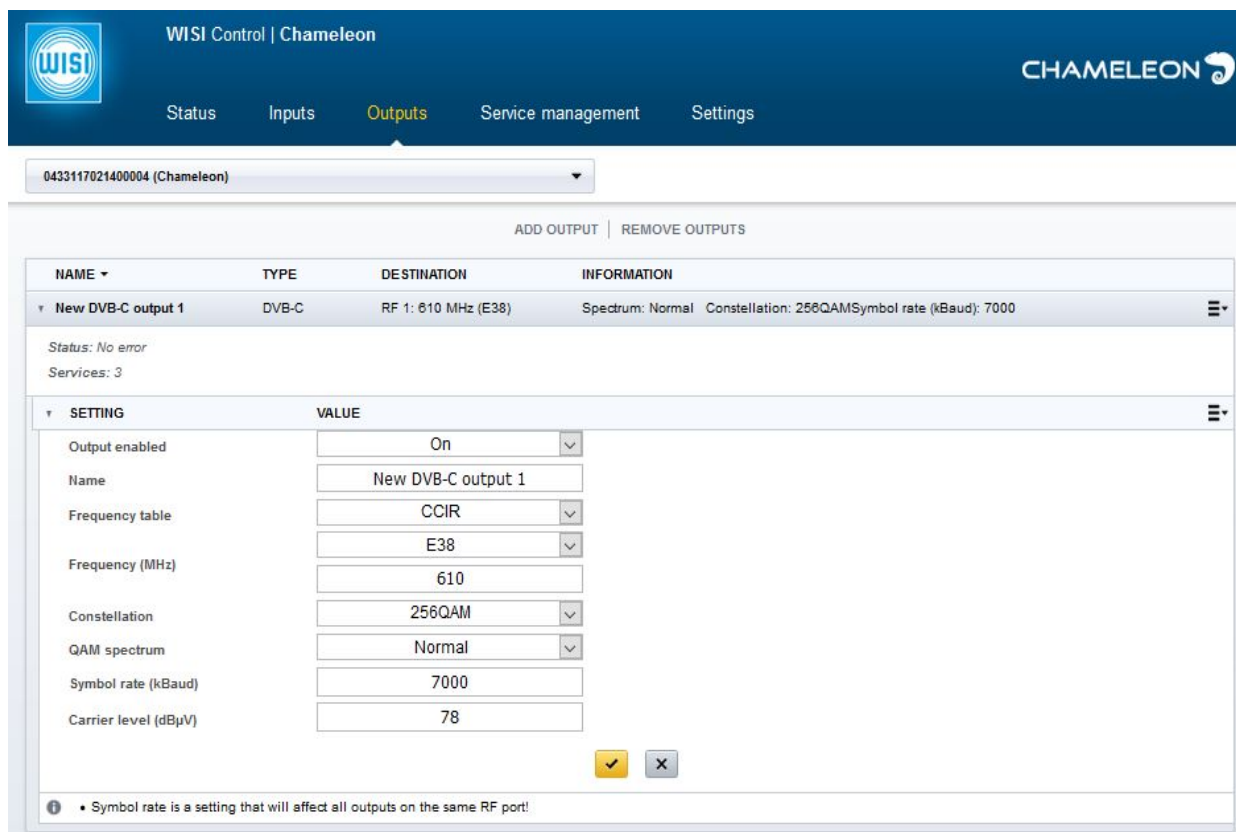 WISI Control | Chameleon
WISI
CHAMELEON
Status Inputs Outputs Service management Settings
0433117021400004 (Chameleon)
ADD OUTPUT | REMOVE OUTPUTS
NAME TYPE DESTINATION INFORMATION
New DVB-C output 1 DVB-C RF 1: 610 MHz (E38) Spectrum: Normal Constellation: 256QAMSymbol rate (kBaud): 7000
Status: No error
Services: 3
SETTING VALUE
Output enabled On
Name New DVB-C output 1
Frequency table CCIR
E38
Frequency (MHz)
610
Constellation 256QAM
QAM spectrum Normal
Symbol rate (kBaud) 7000
Carrier level (dBµV) 78
• Symbol rate is a setting that will affect all outputs on the same RF port!